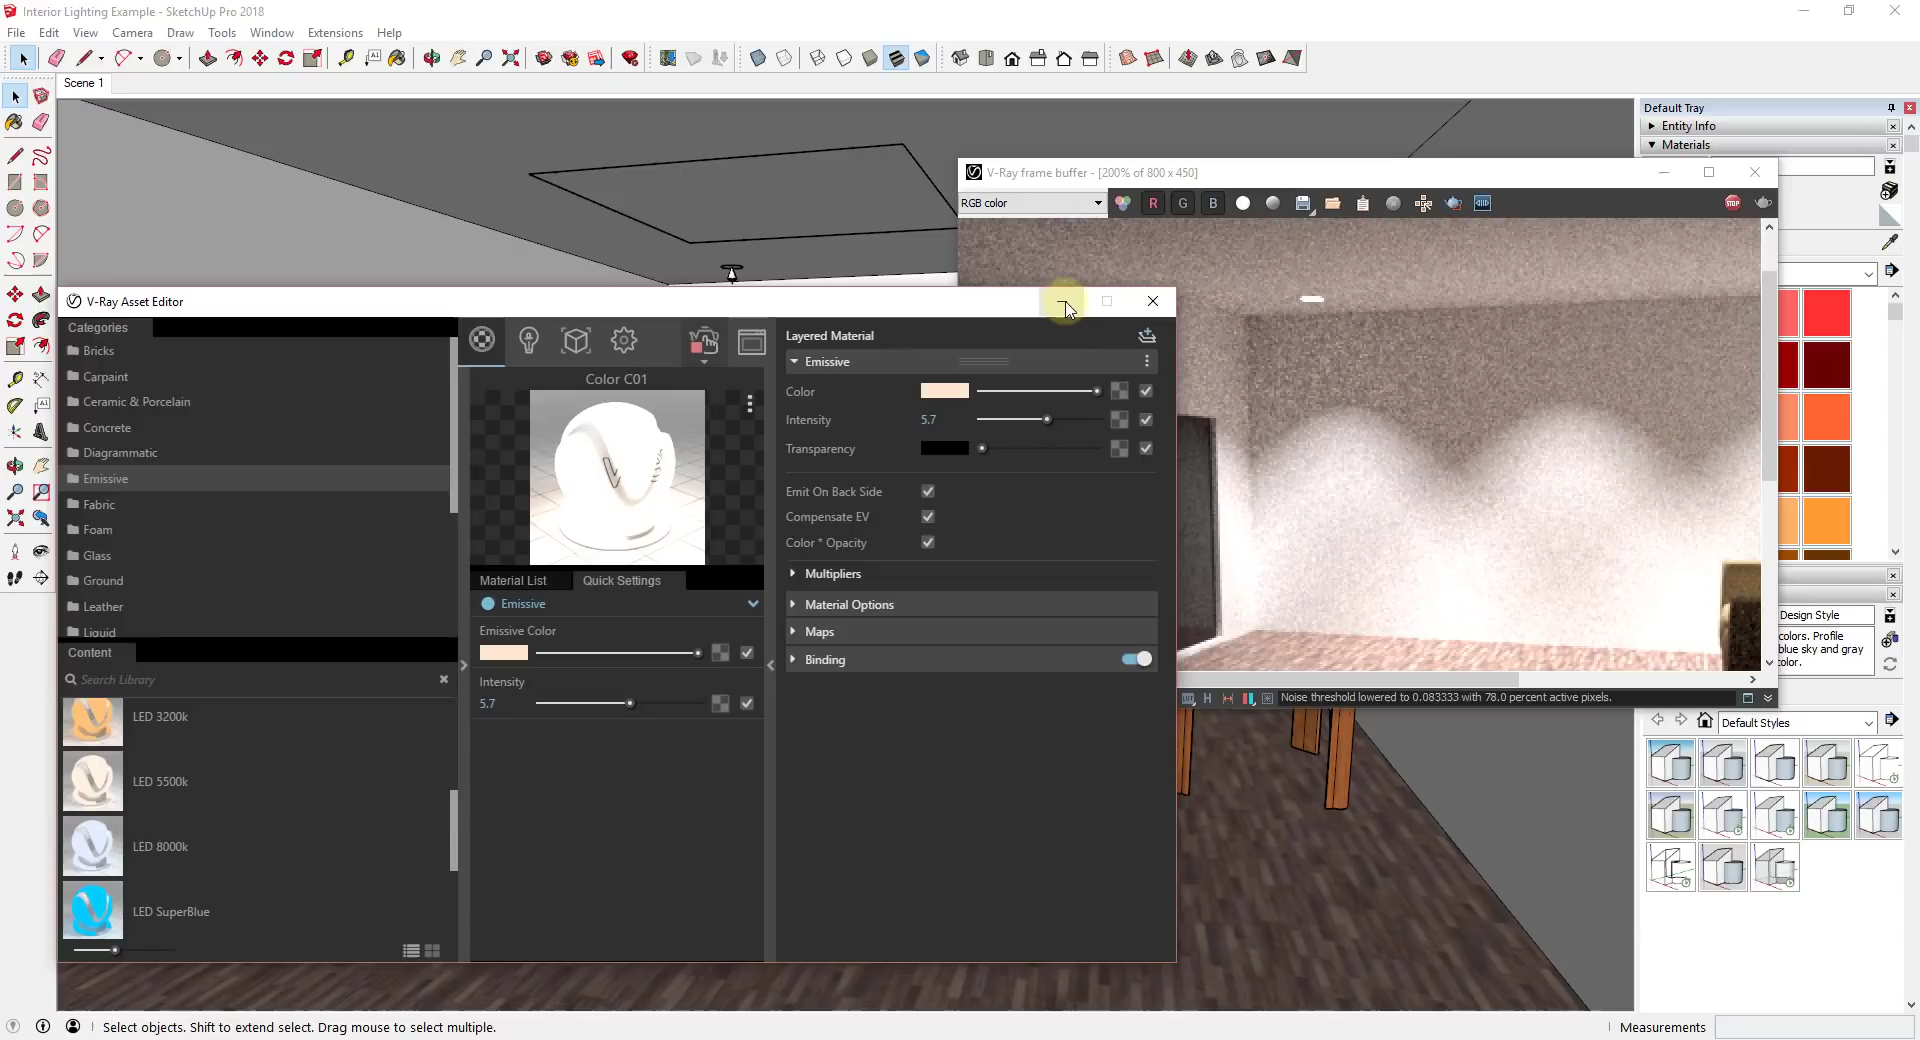 Interior Lighting Example - SketchUp Pro 2018
File Edit View Camera Draw Tools Window Extensions Help
Scene 1
Default Tray
Entity Info
Materials
V-Ray frame buffer - [200% of 800 x 450]
RGB color
R G B
STOP
V-Ray Asset Editor
Categories
Bricks
Carpaint
Ceramic & Porcelain
Concrete
Diagrammatic
Emissive
Fabric
Foam
Glass
Ground
Leather
Liquid
Content
Search Library
LED 3200k
LED 5500k
LED 8000k
LED SuperBlue
Color C01
Material List Quick Settings
Emissive
Emissive Color
Intensity
5.7
Layered Material
Emissive
Color
Intensity 5.7
Transparency
Emit On Back Side
Compensate EV
Color * Opacity
Multipliers
Material Options
Maps
Binding
Noise threshold lowered to 0.083333 with 78.0 percent active pixels.
Design Style
colors. Profile
blue sky and gray
color.
Default Styles
Select objects. Shift to extend select. Drag mouse to select multiple.
Measurements